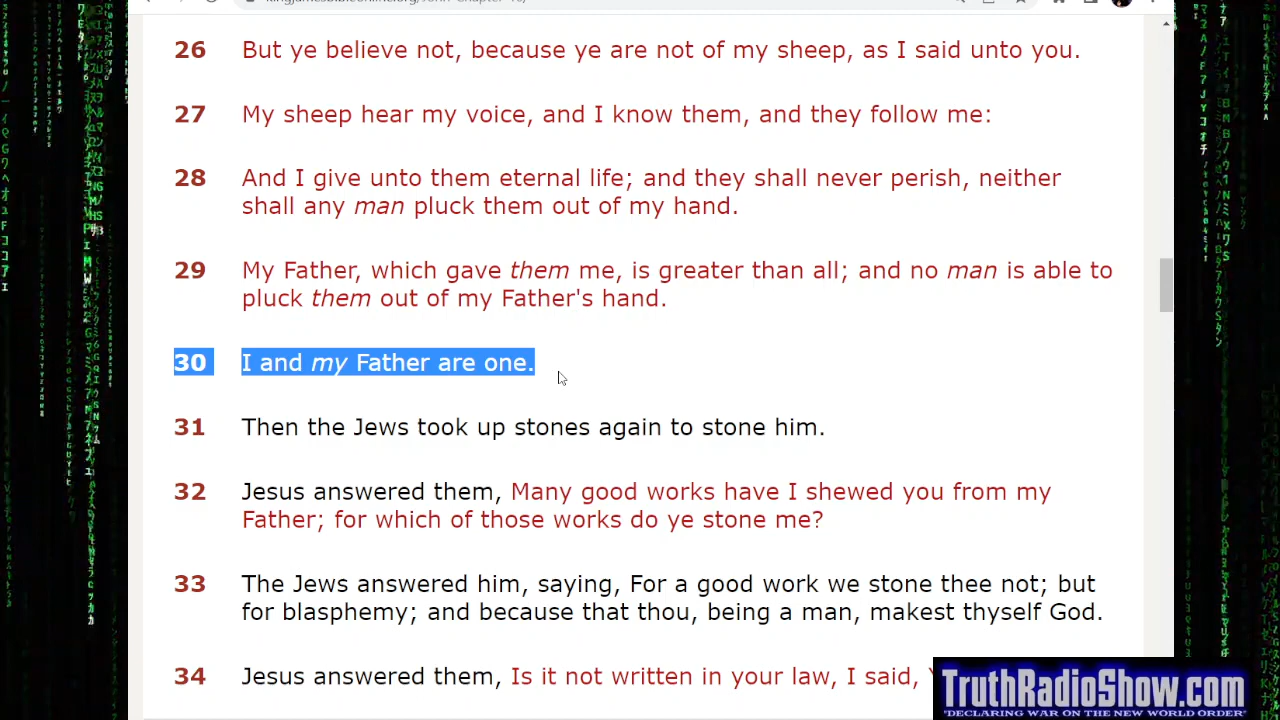 26 But ye believe not, because ye are not of my sheep, as I said unto you.
27 My sheep hear my voice, and I know them, and they follow me:
28 And I give unto them eternal life; and they shall never perish, neither
shall any man pluck them out of my hand.
29 My Father, which gave them me, is greater than all; and no man is able to
pluck them out of my Father's hand.
30 I and my Father are one.
31 Then the Jews took up stones again to stone him.
32 Jesus answered them, Many good works have I shewed you from my
Father; for which of those works do ye stone me?
33 The Jews answered him, saying, For a good work we stone thee not; but
for blasphemy; and because that thou, being a man, makest thyself God.
34 Jesus answered them, Is it not written in your law, I said,
TruthRadioShow.com
"DECLARING WAR ON THE NEW WORLD ORDER"